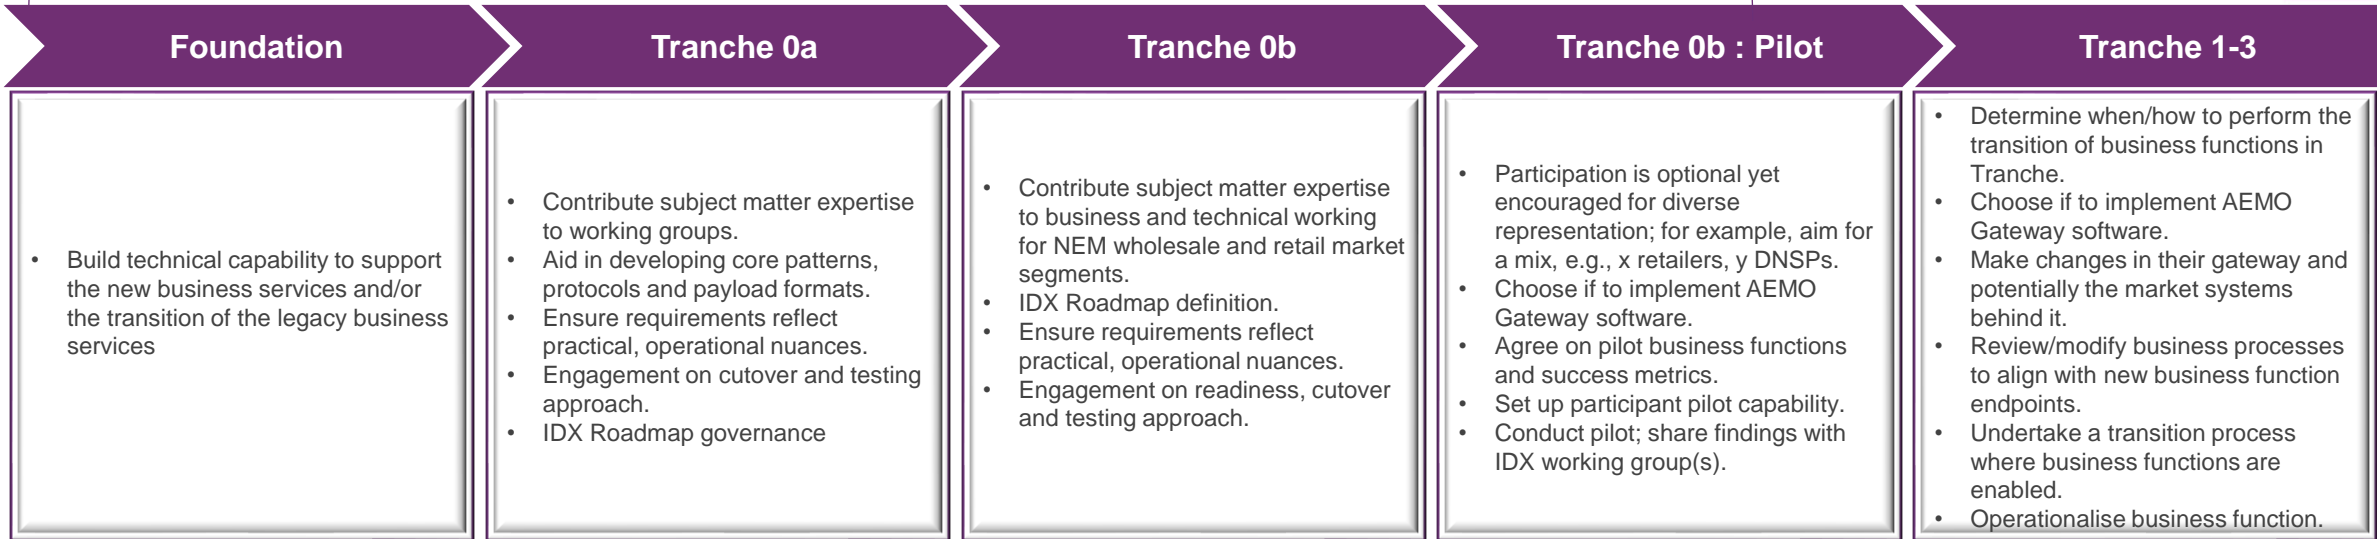 Foundation
Tranche 0a
Tranche 0b
Tranche 0b : Pilot
Tranche 1-3
• Build technical capability to support
the new business services and/or
the transition of the legacy business
services
• Contribute subject matter expertise
to working groups.
• Aid in developing core patterns,
protocols and payload formats.
• Ensure requirements reflect
practical, operational nuances.
• Engagement on cutover and testing
approach.
• IDX Roadmap governance
• Contribute subject matter expertise
to business and technical working
for NEM wholesale and retail market
segments.
• IDX Roadmap definition.
• Ensure requirements reflect
practical, operational nuances.
• Engagement on readiness, cutover
and testing approach.
• Participation is optional yet
encouraged for diverse
representation; for example, aim for
a mix, e.g., x retailers, y DNSPs.
• Choose if to implement AEMO
Gateway software.
• Agree on pilot business functions
and success metrics.
• Set up participant pilot capability.
• Conduct pilot; share findings with
IDX working group(s).
• Determine when/how to perform the
transition of business functions in
Tranche.
• Choose if to implement AEMO
Gateway software.
• Make changes in their gateway and
potentially the market systems
behind it.
• Review/modify business processes
to align with new business function
endpoints.
• Undertake a transition process
where business functions are
enabled.
• Operationalise business function.